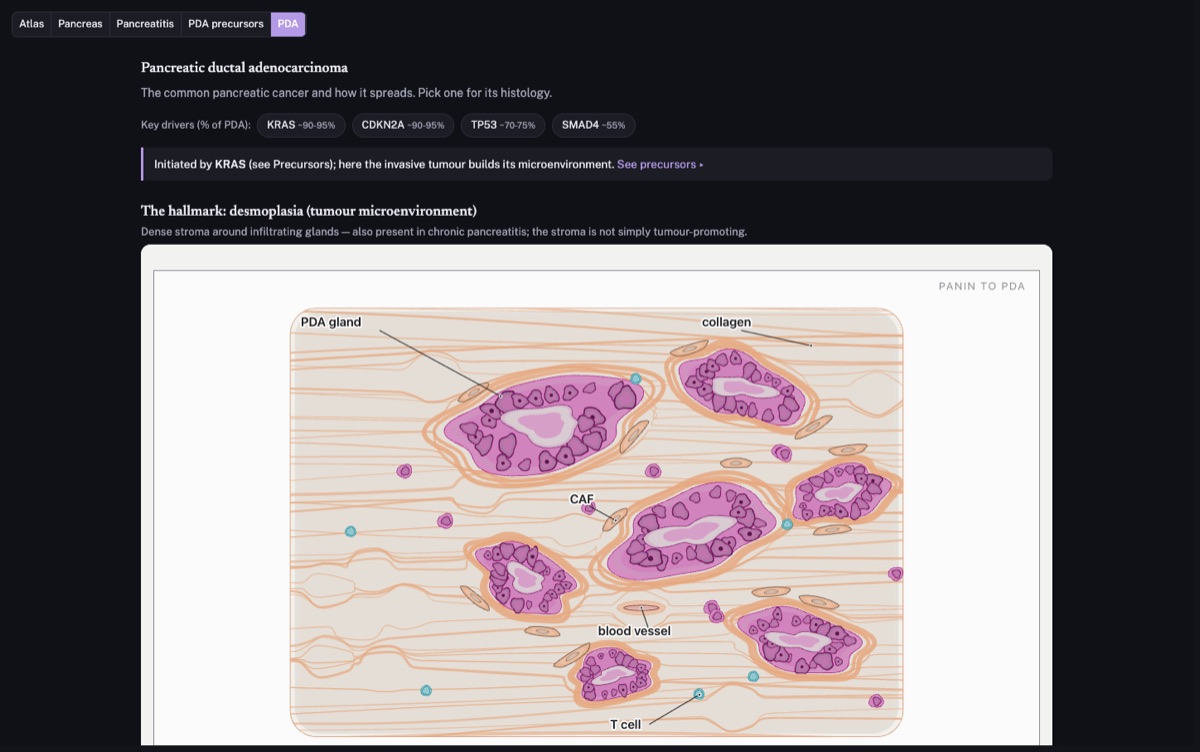 Atlas Pancreas Pancreatitis PDA precursors PDA
Pancreatic ductal adenocarcinoma
The common pancreatic cancer and how it spreads. Pick one for its histology.
Key drivers (% of PDA): KRAS ~90-95% CDKN2A ~90-95% TP53 ~70-75% SMAD4 ~55%
Initiated by KRAS (see Precursors); here the invasive tumour builds its microenvironment. See precursors ▸
The hallmark: desmoplasia (tumour microenvironment)
Dense stroma around infiltrating glands — also present in chronic pancreatitis; the stroma is not simply tumour-promoting.
PANIN TO PDA
PDA gland
collagen
CAF
blood vessel
T cell